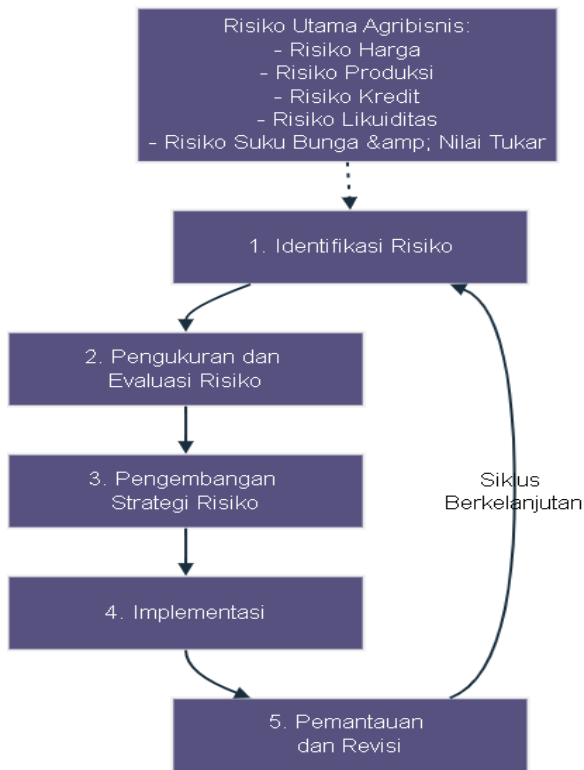 Risiko Utama Agribisnis:
- Risiko Harga
- Risiko Produksi
- Risiko Kredit
- Risiko Likuiditas
- Risiko Suku Bunga &amp; Nilai Tukar
1. Identifikasi Risiko
2. Pengukuran dan
Evaluasi Risiko
3. Pengembangan
Strategi Risiko
Siklus
Berkelanjutan
4. Implementasi
5. Pemantauan
dan Revisi